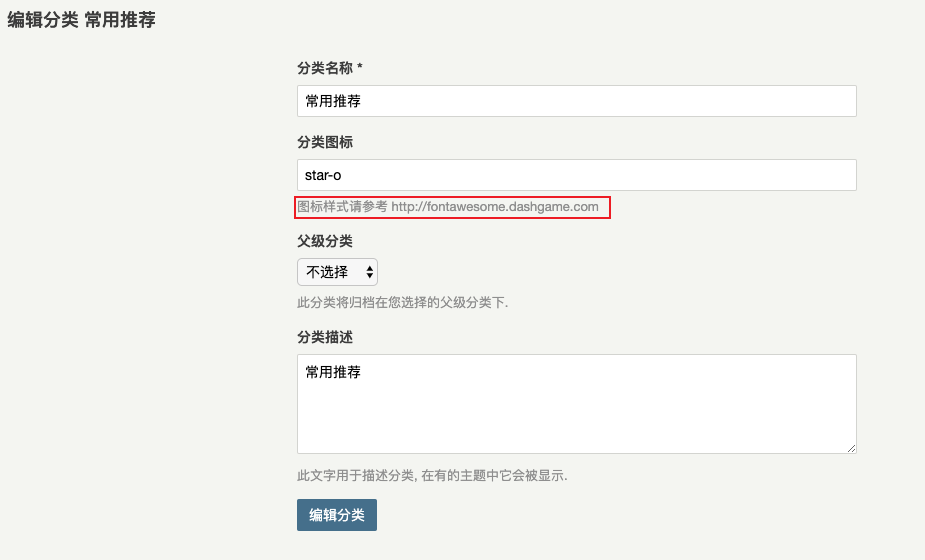 编辑分类 常用推荐
分类名称 *
常用推荐
分类图标
star-o
图标样式请参考 http://fontawesome.dashgame.com
父级分类
不选择
此分类将归档在您选择的父级分类下.
分类描述
常用推荐
此文字用于描述分类, 在有的主题中它会被显示.
编辑分类